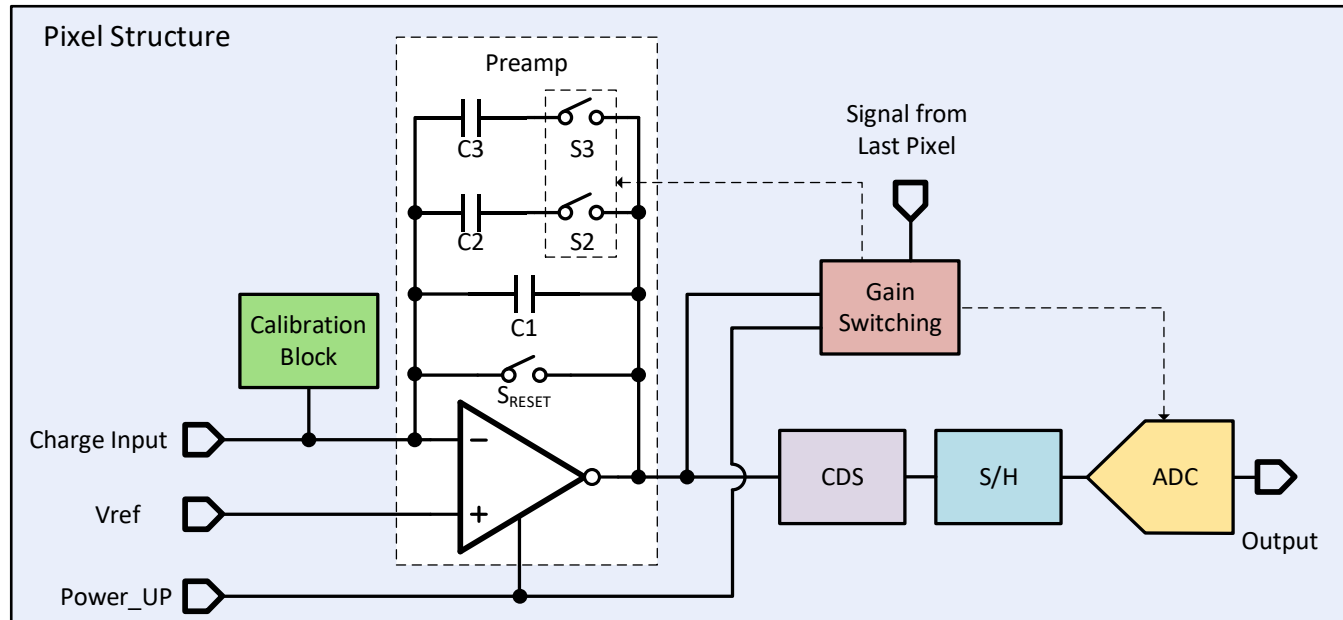 Pixel Structure
Preamp
C3
S3
Signal from
Last Pixel
C2
S2
Gain
Switching
C1
Calibration
Block
SRESET
Charge Input
−
CDS
S/H
ADC
Vref
+
Output
Power_UP